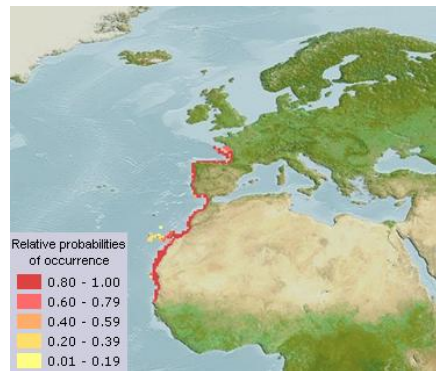 Relative probabilities
of occurrence
0.80 - 1.00
0.60 - 0.79
0.40 - 0.59
0.20 - 0.39
0.01 - 0.19